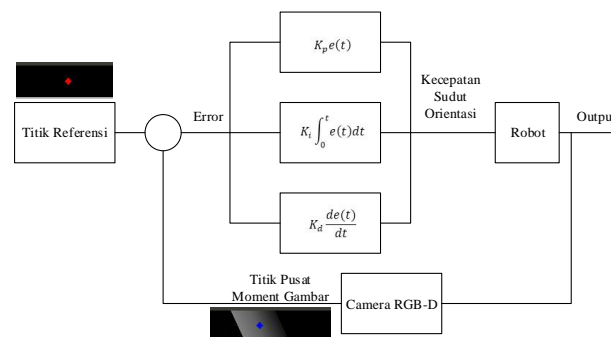 K_p e(t)
Kecepatan
Sudut
Orientasi
Titik Referensi
Error
K_i ∫_0^t e(t)dt
Robot
Output
K_d de(t)/dt
Titik Pusat
Moment Gambar
Camera RGB-D